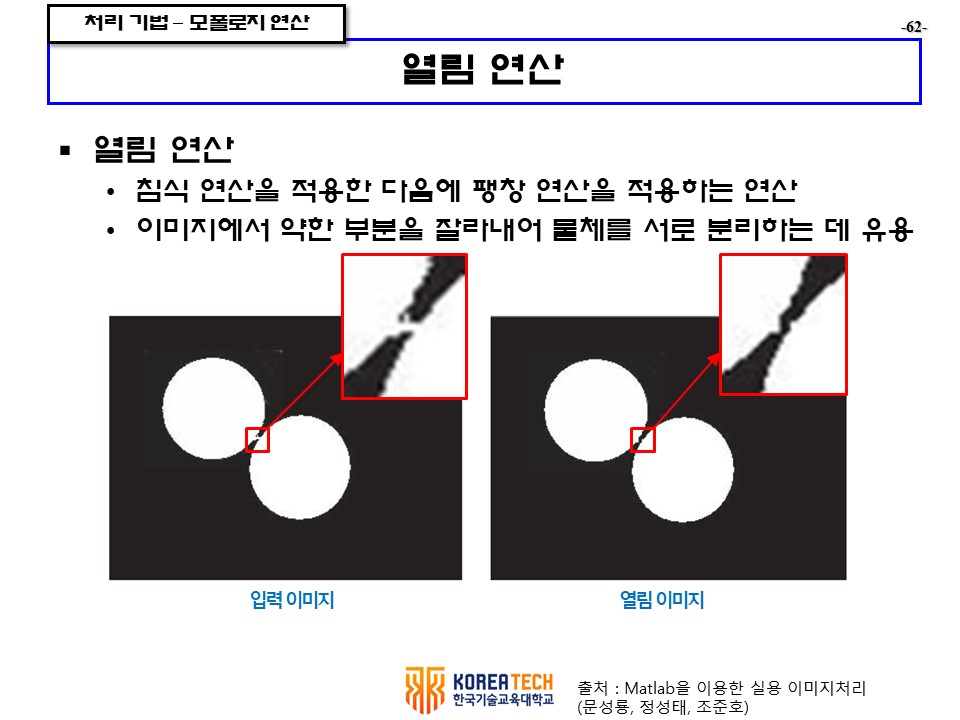 처리 기법 – 모폴로지 연산
-62-
열림 연산
▪ 열림 연산
• 침식 연산을 적용한 다음에 팽창 연산을 적용하는 연산
• 이미지에서 약한 부분을 잘라내어 물체를 서로 분리하는 데 유용
입력 이미지
열림 이미지
KOREATECH
한국기술교육대학교
출처 : Matlab을 이용한 실용 이미지처리
(문성룡, 정성태, 조준호)